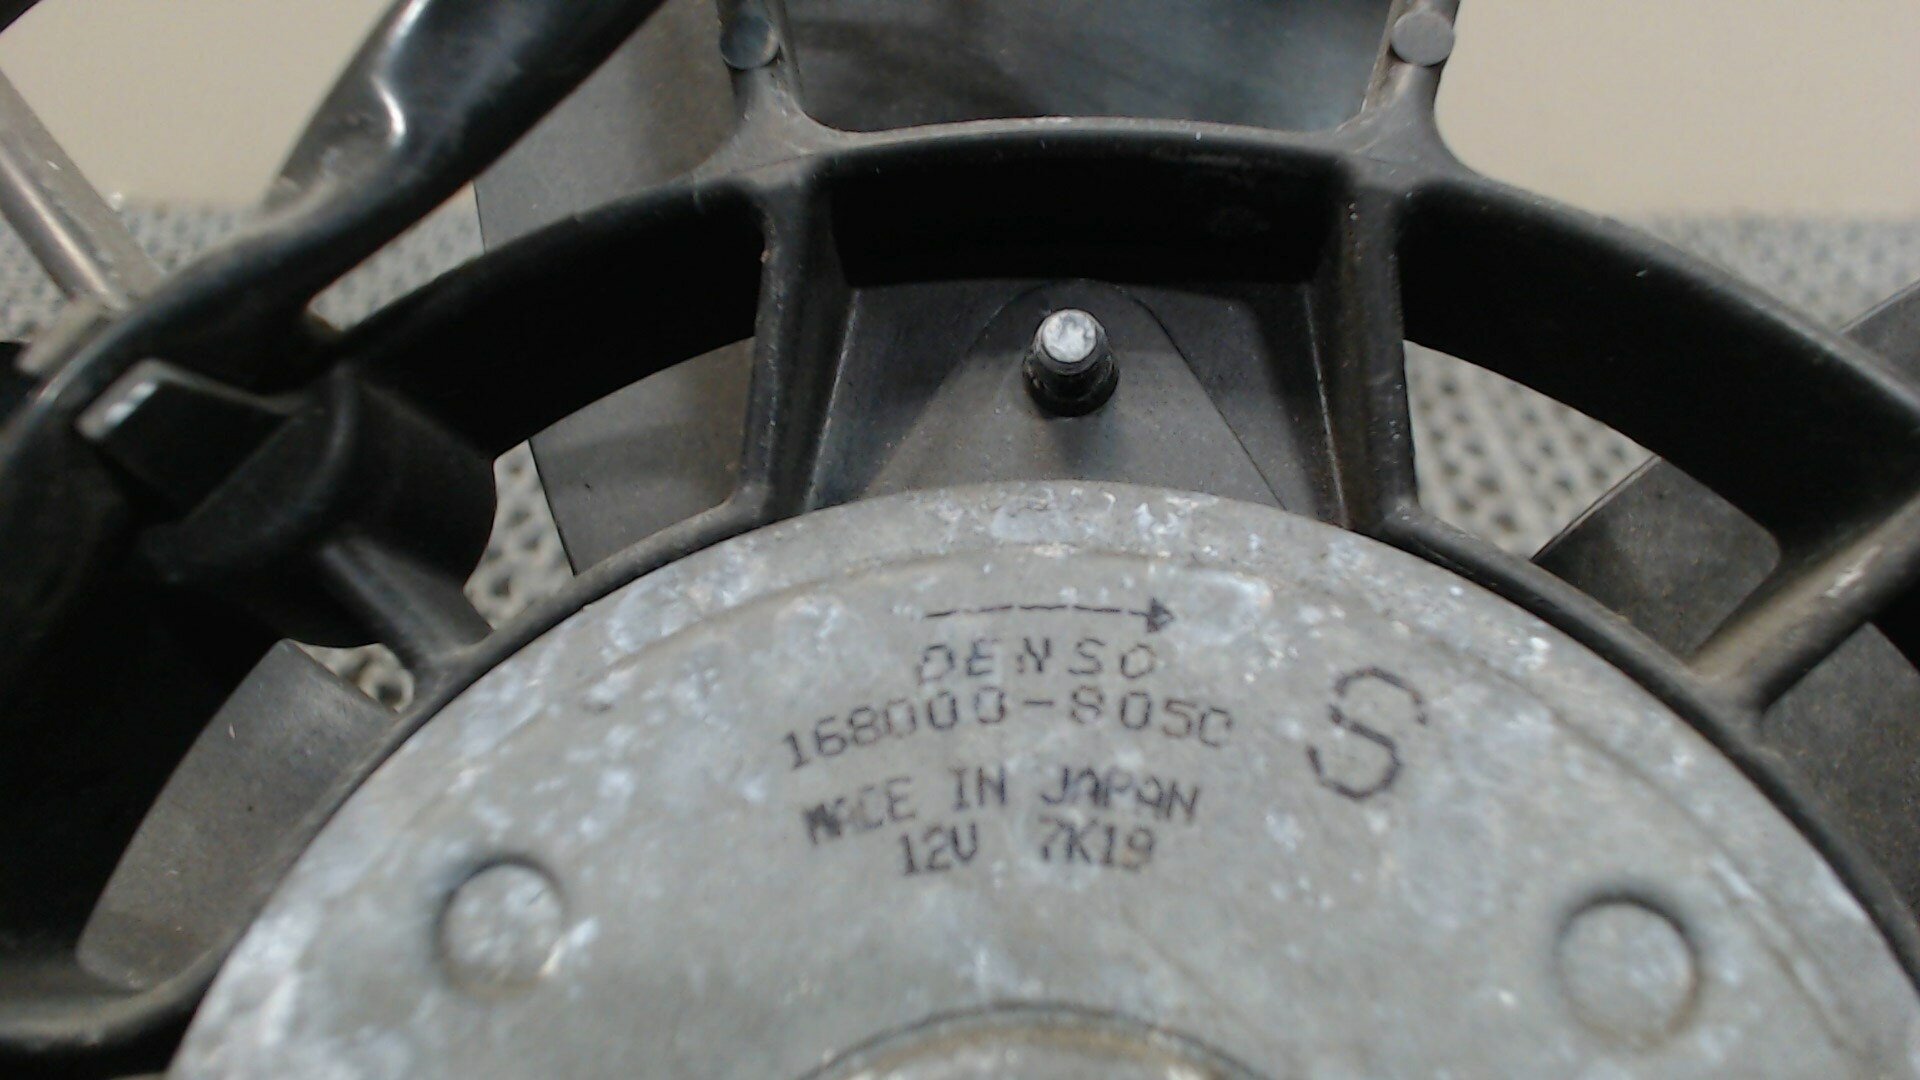 DENSO
168000-8050
S
MADE IN JAPAN
12V 7K19